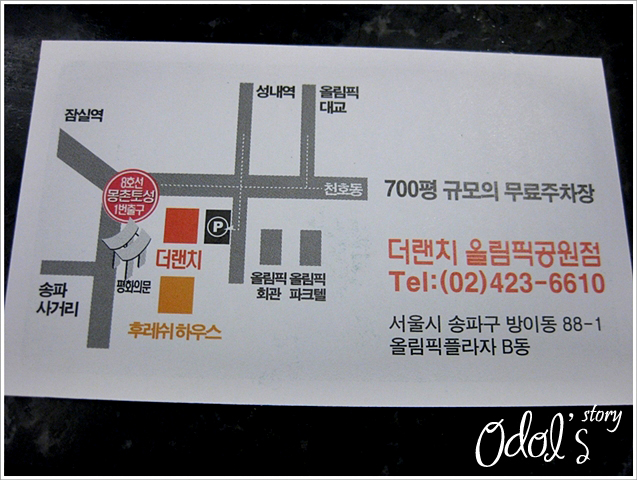 성내역
올림픽
대교
잠실역
8호선
몽촌토성
1번출구
천호동
700평 규모의 무료주차장
P
더랜치
더랜치 올림픽공원점
Tel:(02)423-6610
올림픽
회관
올림픽
파크텔
평화의문
송파
사거리
후레쉬 하우스
서울시 송파구 방이동 88-1
올림픽플라자 B동
Odol's story